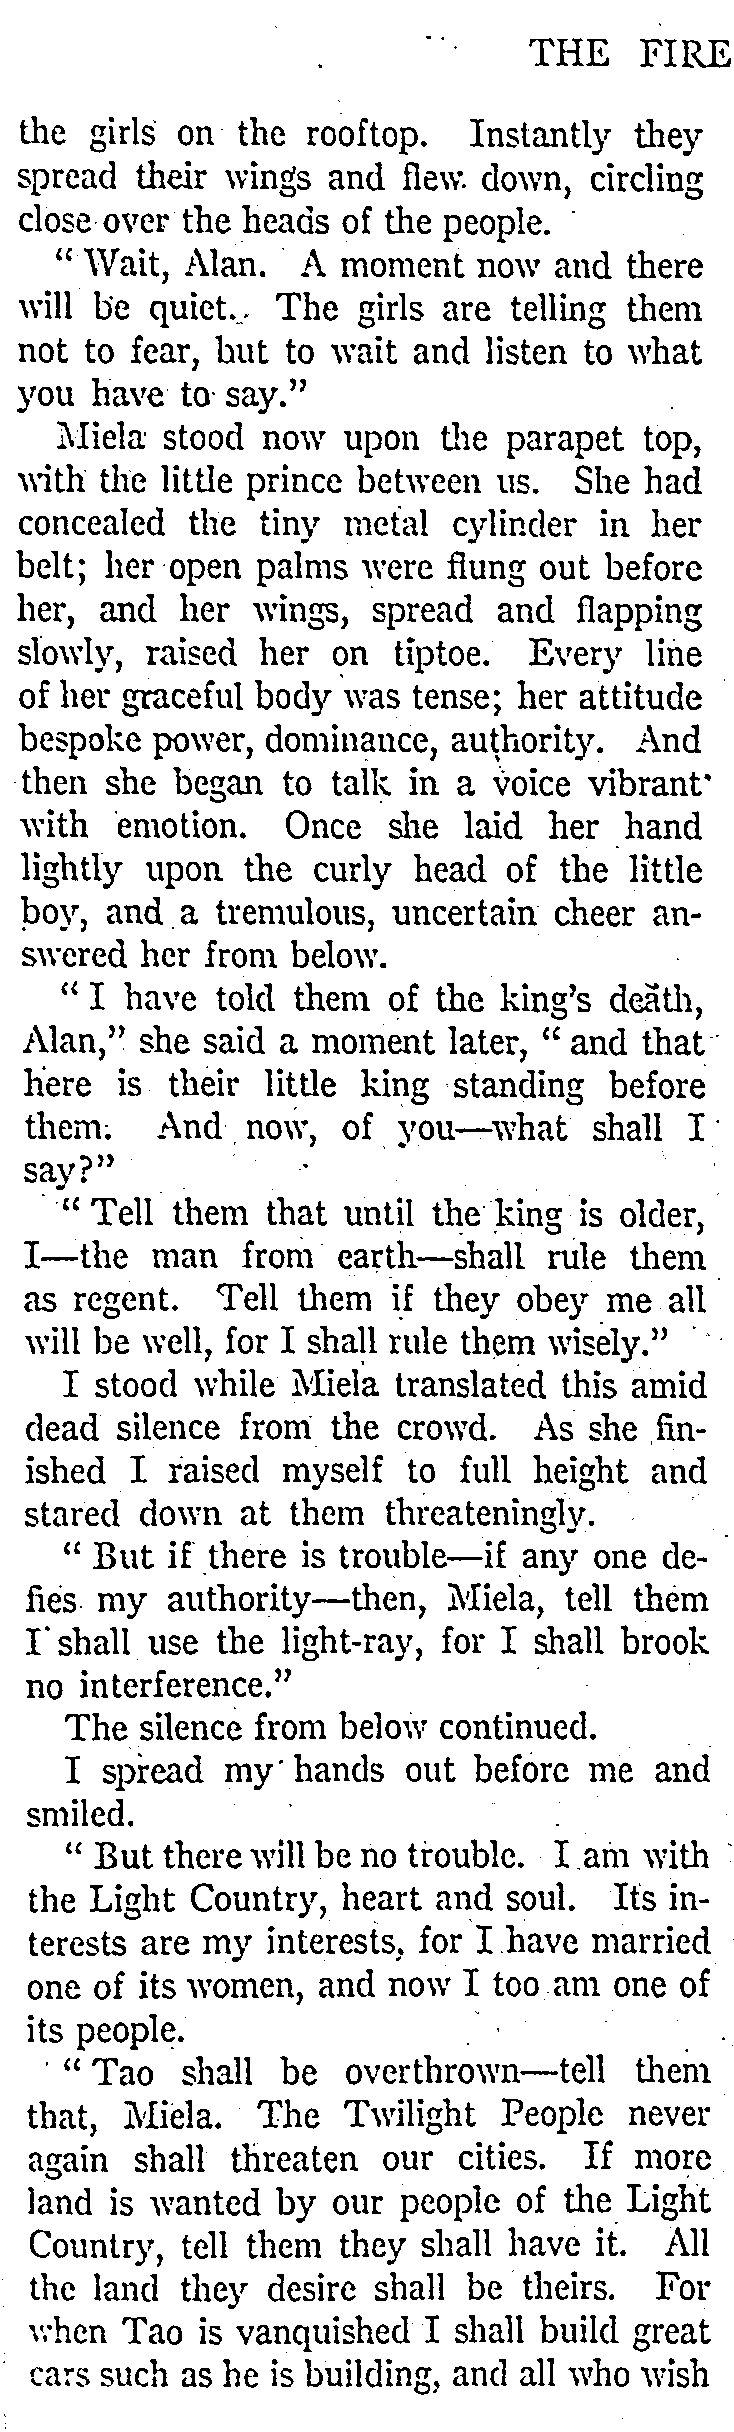 THE FIRE
the girls on the rooftop. Instantly they
spread their wings and flew down, circling
close over the heads of the people.
“ Wait, Alan. A moment now and there
will be quiet. The girls are telling them
not to fear, but to wait and listen to what
you have to say.”
Miela stood now upon the parapet top,
with the little prince between us. She had
concealed the tiny metal cylinder in her
belt; her open palms were flung out before
her, and her wings, spread and flapping
slowly, raised her on tiptoe. Every line
of her graceful body was tense; her attitude
bespoke power, dominance, authority. And
then she began to talk in a voice vibrant
with emotion. Once she laid her hand
lightly upon the curly head of the little
boy, and a tremulous, uncertain cheer an-
swered her from below.
“ I have told them of the king’s death,
Alan,” she said a moment later, “ and that
here is their little king standing before
them. And now, of you—what shall I
say?”
“ Tell them that until the king is older,
I—the man from earth—shall rule them
as regent. Tell them if they obey me all
will be well, for I shall rule them wisely.”
I stood while Miela translated this amid
dead silence from the crowd. As she fin-
ished I raised myself to full height and
stared down at them threateningly.
“ But if there is trouble—if any one de-
fies my authority—then, Miela, tell them
I shall use the light-ray, for I shall brook
no interference.”
The silence from below continued.
I spread my hands out before me and
smiled.
“ But there will be no trouble. I am with
the Light Country, heart and soul. Its in-
terests are my interests, for I have married
one of its women, and now I too am one of
its people.
“ Tao shall be overthrown—tell them
that, Miela. The Twilight People never
again shall threaten our cities. If more
land is wanted by our people of the Light
Country, tell them they shall have it. All
the land they desire shall be theirs. For
when Tao is vanquished I shall build great
cars such as he is building, and all who wish